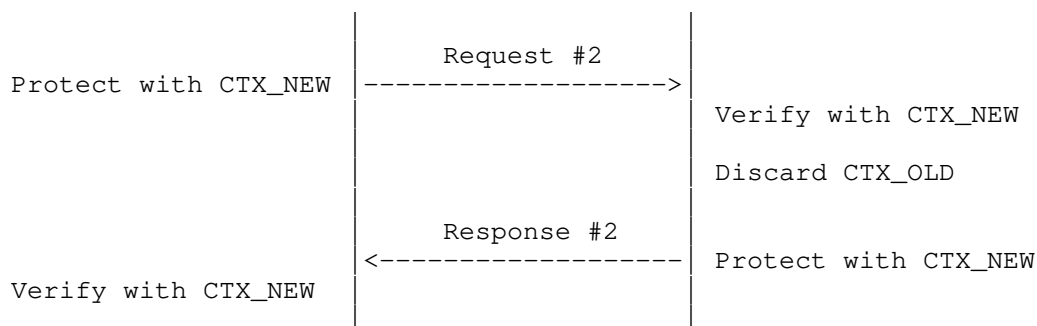 Request #2
Protect with CTX_NEW |------------------->|
Verify with CTX_NEW
Discard CTX_OLD
Response #2
|<-------------------| Protect with CTX_NEW
Verify with CTX_NEW